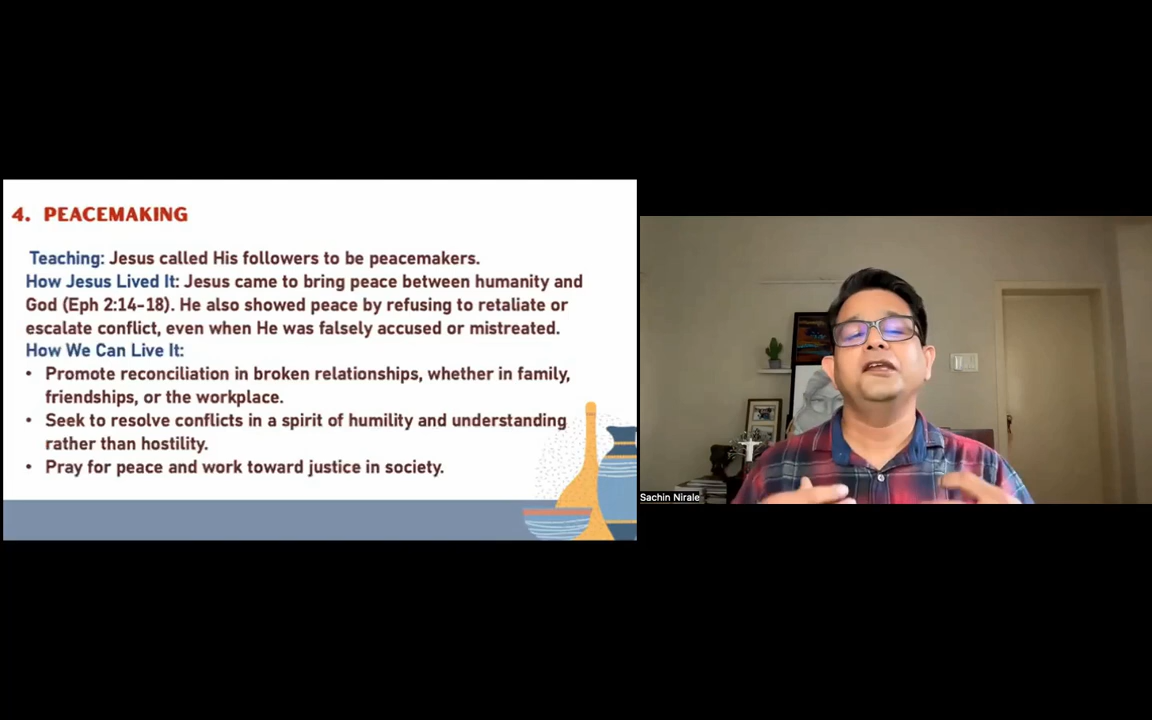 4. PEACEMAKING
Teaching: Jesus called His followers to be peacemakers.
How Jesus Lived It: Jesus came to bring peace between humanity and
God (Eph 2:14-18). He also showed peace by refusing to retaliate or
escalate conflict, even when He was falsely accused or mistreated.
How We Can Live It:
• Promote reconciliation in broken relationships, whether in family,
friendships, or the workplace.
• Seek to resolve conflicts in a spirit of humility and understanding
rather than hostility.
• Pray for peace and work toward justice in society.
Sachin Nirale